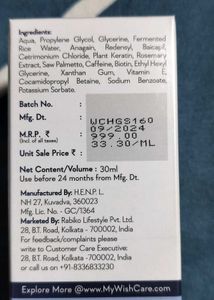 Ingredients:
Aqua, Propylene Glycol, Glycerine, Fermented
Rice Water, Anagain, Redenyl, Baicapil,
Cetrimonium Chloride, Plant Keratin, Rosemary
Extract, Saw Palmetto, Caffeine, Biotin, Ethyl Hexyl
Glycerine, Xanthan Gum, Vitamin E,
Cocamidopropyl Betaine, Sodium Benzoate,
Potassium Sorbate.
Batch No. : WCHGS160
Mfg. Dt. : 09/2024
M.R.P. ₹ : 999.00
(Incl. of all taxes)
Unit Sale Price ₹ : 33.30/ML
Net Content/Volume : 30ml
Use before 24 months from Mfg. Dt.
Manufactured By: H.E.N.P. L.
NH 27, Kuvadva, 360023
Mfg. Lic. No. - GC/1364
Marketed By: Rabiko Lifestyle Pvt. Ltd.
28, B.T. Road, Kolkata - 700002, India
For feedback/complaints please
write to Customer Care Executive:
28, B.T. Road, Kolkata - 700002, India
or call us on +91-8336833230
Explore More @www.MyWishCare.com